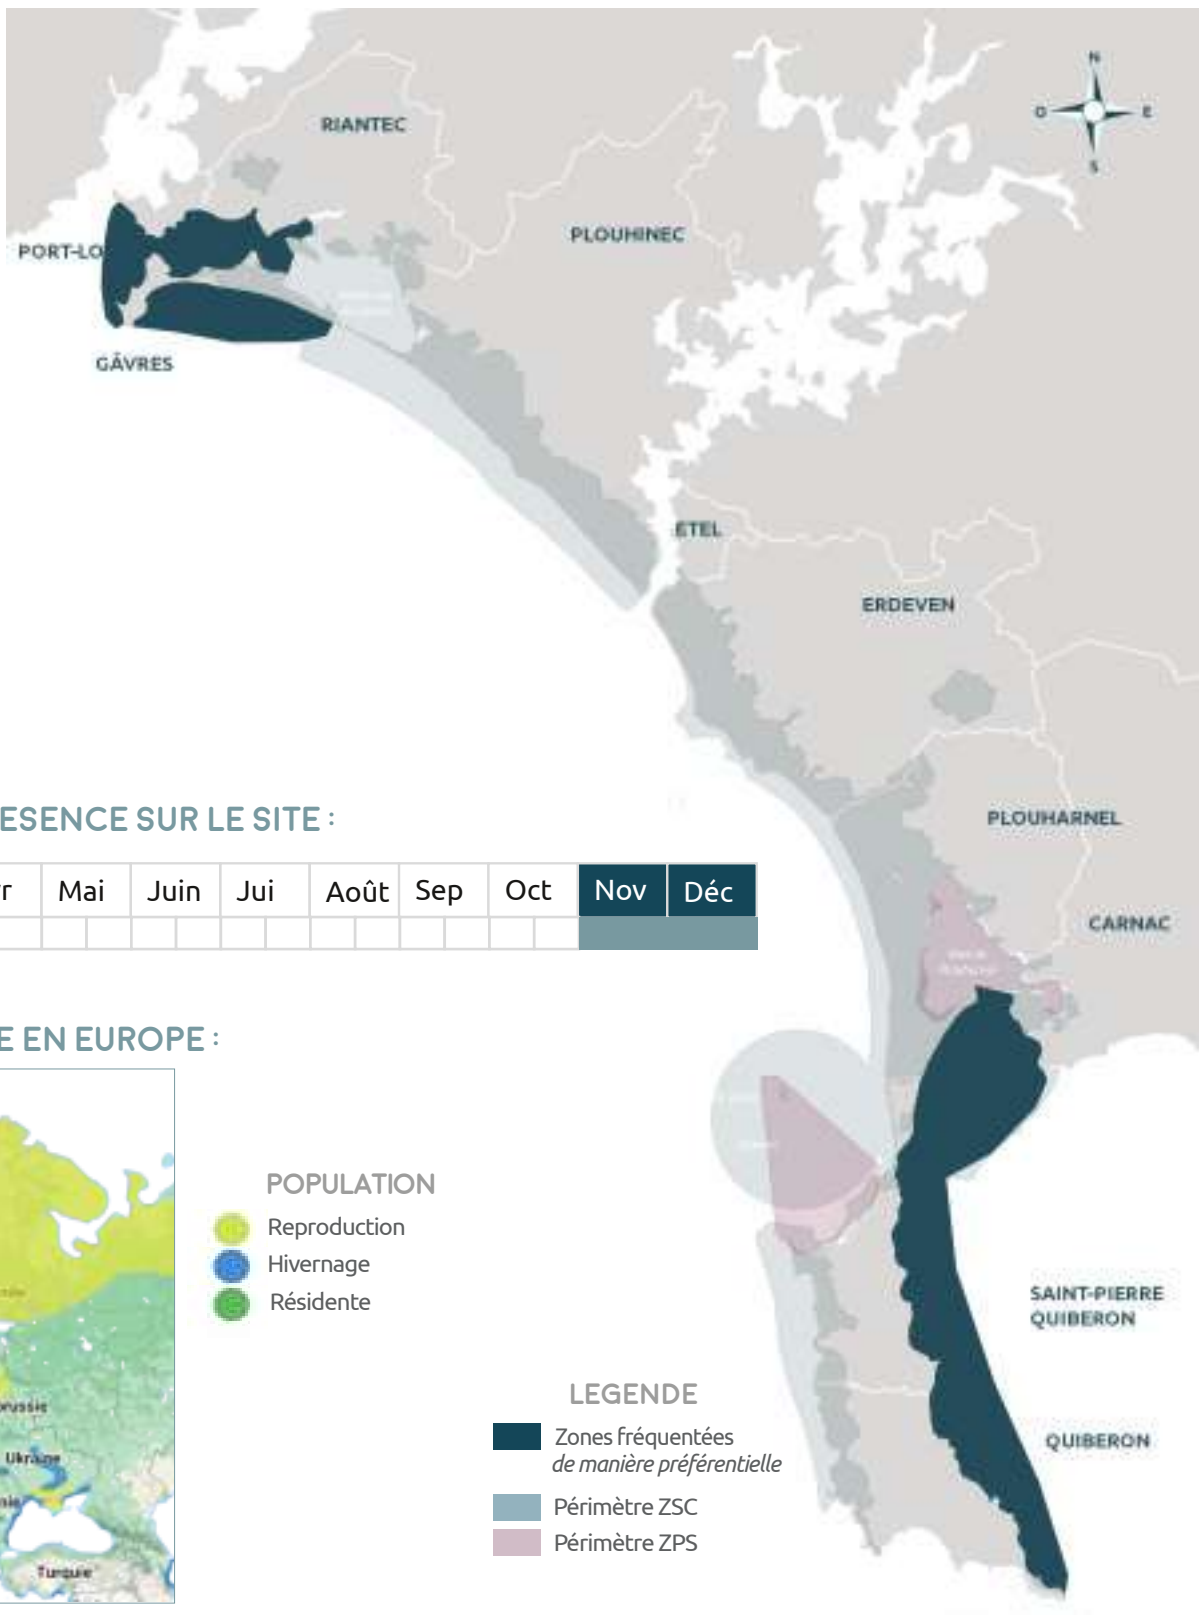 N
O E
S
RIANTEC
PLOUHINEC
PORT-LO
GÂVRES
ETEL
ERDEVEN
PLOUHARNEL
CARNAC
ESENCE SUR LE SITE :
r Mai Juin Jui Août Sep Oct Nov Déc
E EN EUROPE :
POPULATION
Reproduction
Hivernage
Résidente
SAINT-PIERRE
QUIBERON
QUIBERON
LEGENDE
Zones fréquentées
de manière préférentielle
Périmètre ZSC
Périmètre ZPS
russie
Ukraine
Turquie